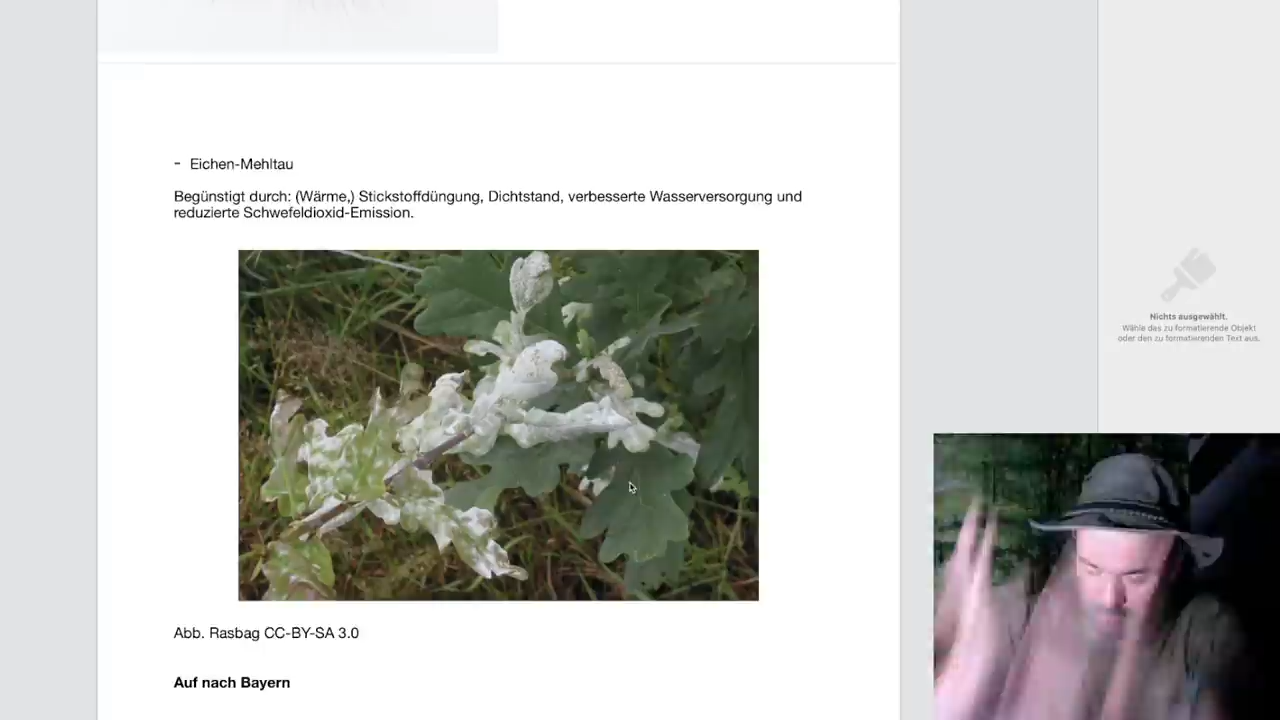 - Eichen-Mehltau
Begünstigt durch: (Wärme,) Stickstoffdüngung, Dichtstand, verbesserte Wasserversorgung und
reduzierte Schwefeldioxid-Emission.
Nichts ausgewählt.
Wähle das zu formatierende Objekt
oder den zu formatierenden Text aus.
Abb. Rasbag CC-BY-SA 3.0
Auf nach Bayern